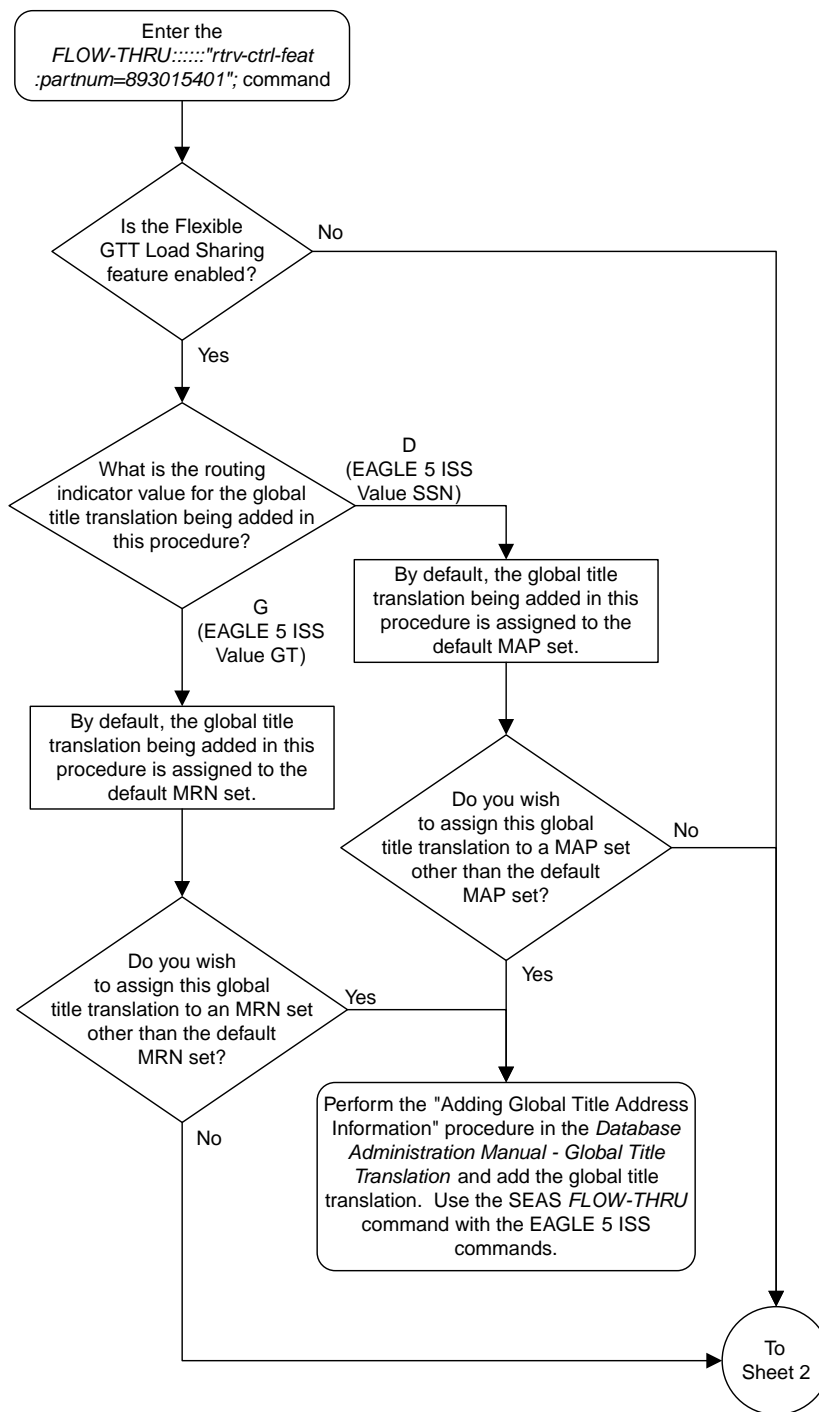 Enter the
FLOW-THRU::::::"rtrv-ctrl-feat
:partnum=893015401"; command
Is the Flexible
GTT Load Sharing
feature enabled?
No
Yes
What is the routing
indicator value for the global
title translation being added in
this procedure?
D
(EAGLE 5 ISS
Value SSN)
G
(EAGLE 5 ISS
Value GT)
By default, the global title
translation being added in this
procedure is assigned to the
default MAP set.
By default, the global title
translation being added in this
procedure is assigned to the
default MRN set.
Do you wish
to assign this global
title translation to a MAP set
other than the default
MAP set?
No
Yes
Do you wish
to assign this global
title translation to an MRN set
other than the default
MRN set?
Yes
No
Perform the "Adding Global Title Address
Information" procedure in the Database
Administration Manual - Global Title
Translation and add the global title
translation. Use the SEAS FLOW-THRU
command with the EAGLE 5 ISS
commands.
To
Sheet 2